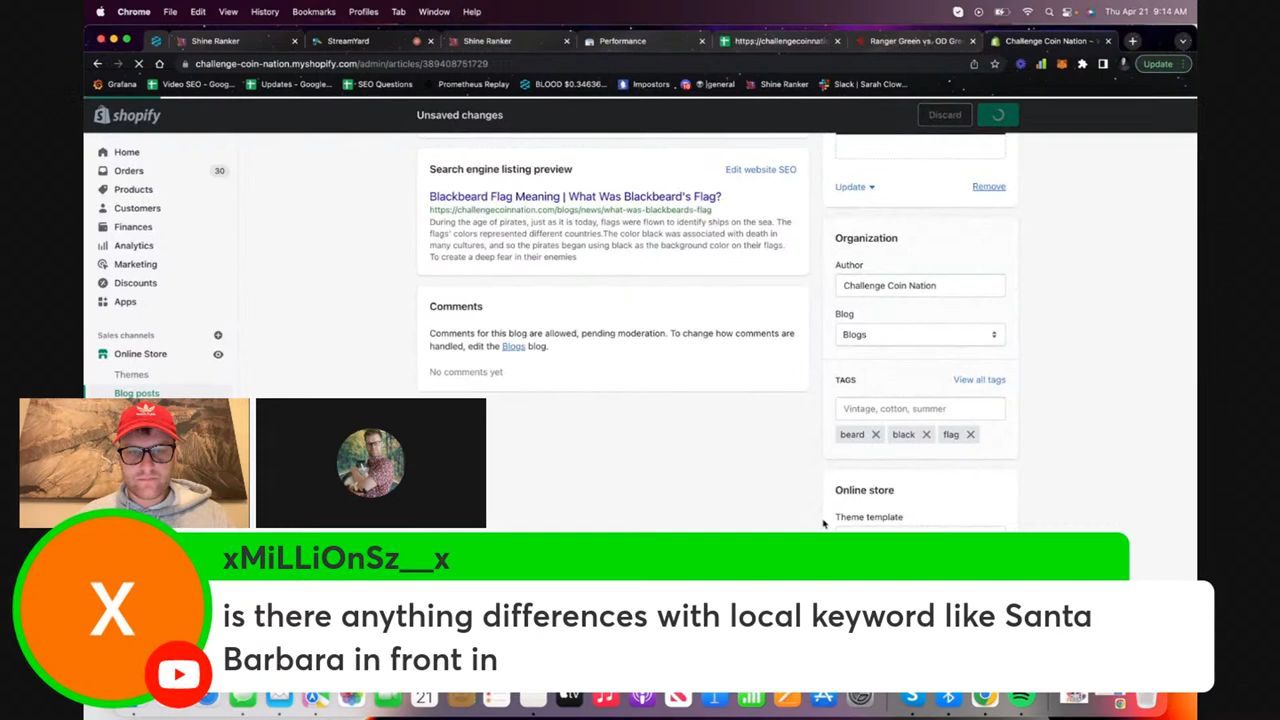 Chrome File Edit View History Bookmarks Profiles Tab Window Help Thu Apr 21 9:14 AM
Shine Ranker StreamYard Shine Ranker Performance https://challengecoinnation Ranger Green vs. OD Gre Challenge Coin Nation ~
challenge-coin-nation.myshopify.com/admin/articles/389408751729 Update
Grafana Video SEO - Goog... Updates - Google... SEO Questions Prometheus Replay BLOOD $0.34636... Impostors general Shine Ranker Slack | Sarah Clow...
shopify Unsaved changes Discard
Home
Orders 30
Products
Customers
Finances
Analytics
Marketing
Discounts
Apps
Sales channels
Online Store
Themes
Blog posts
Search engine listing preview Edit website SEO
Blackbeard Flag Meaning | What Was Blackbeard's Flag?
https://challengecoinnation.com/blogs/news/what-was-blackbeards-flag
During the age of pirates, just as it is today, flags were flown to identify ships on the sea. The
flags' colors represented different countries.The color black was associated with death in
many cultures, and so the pirates began using black as the background color on their flags.
To create a deep fear in their enemies
Comments
Comments for this blog are allowed, pending moderation. To change how comments are
handled, edit the Blogs blog.
No comments yet
Update Remove
Organization
Author
Challenge Coin Nation
Blog
Blogs
TAGS View all tags
Vintage, cotton, summer
beard black flag
Online store
Theme template
X
xMiLLiOnSz__x
is there anything differences with local keyword like Santa
Barbara in front in
21